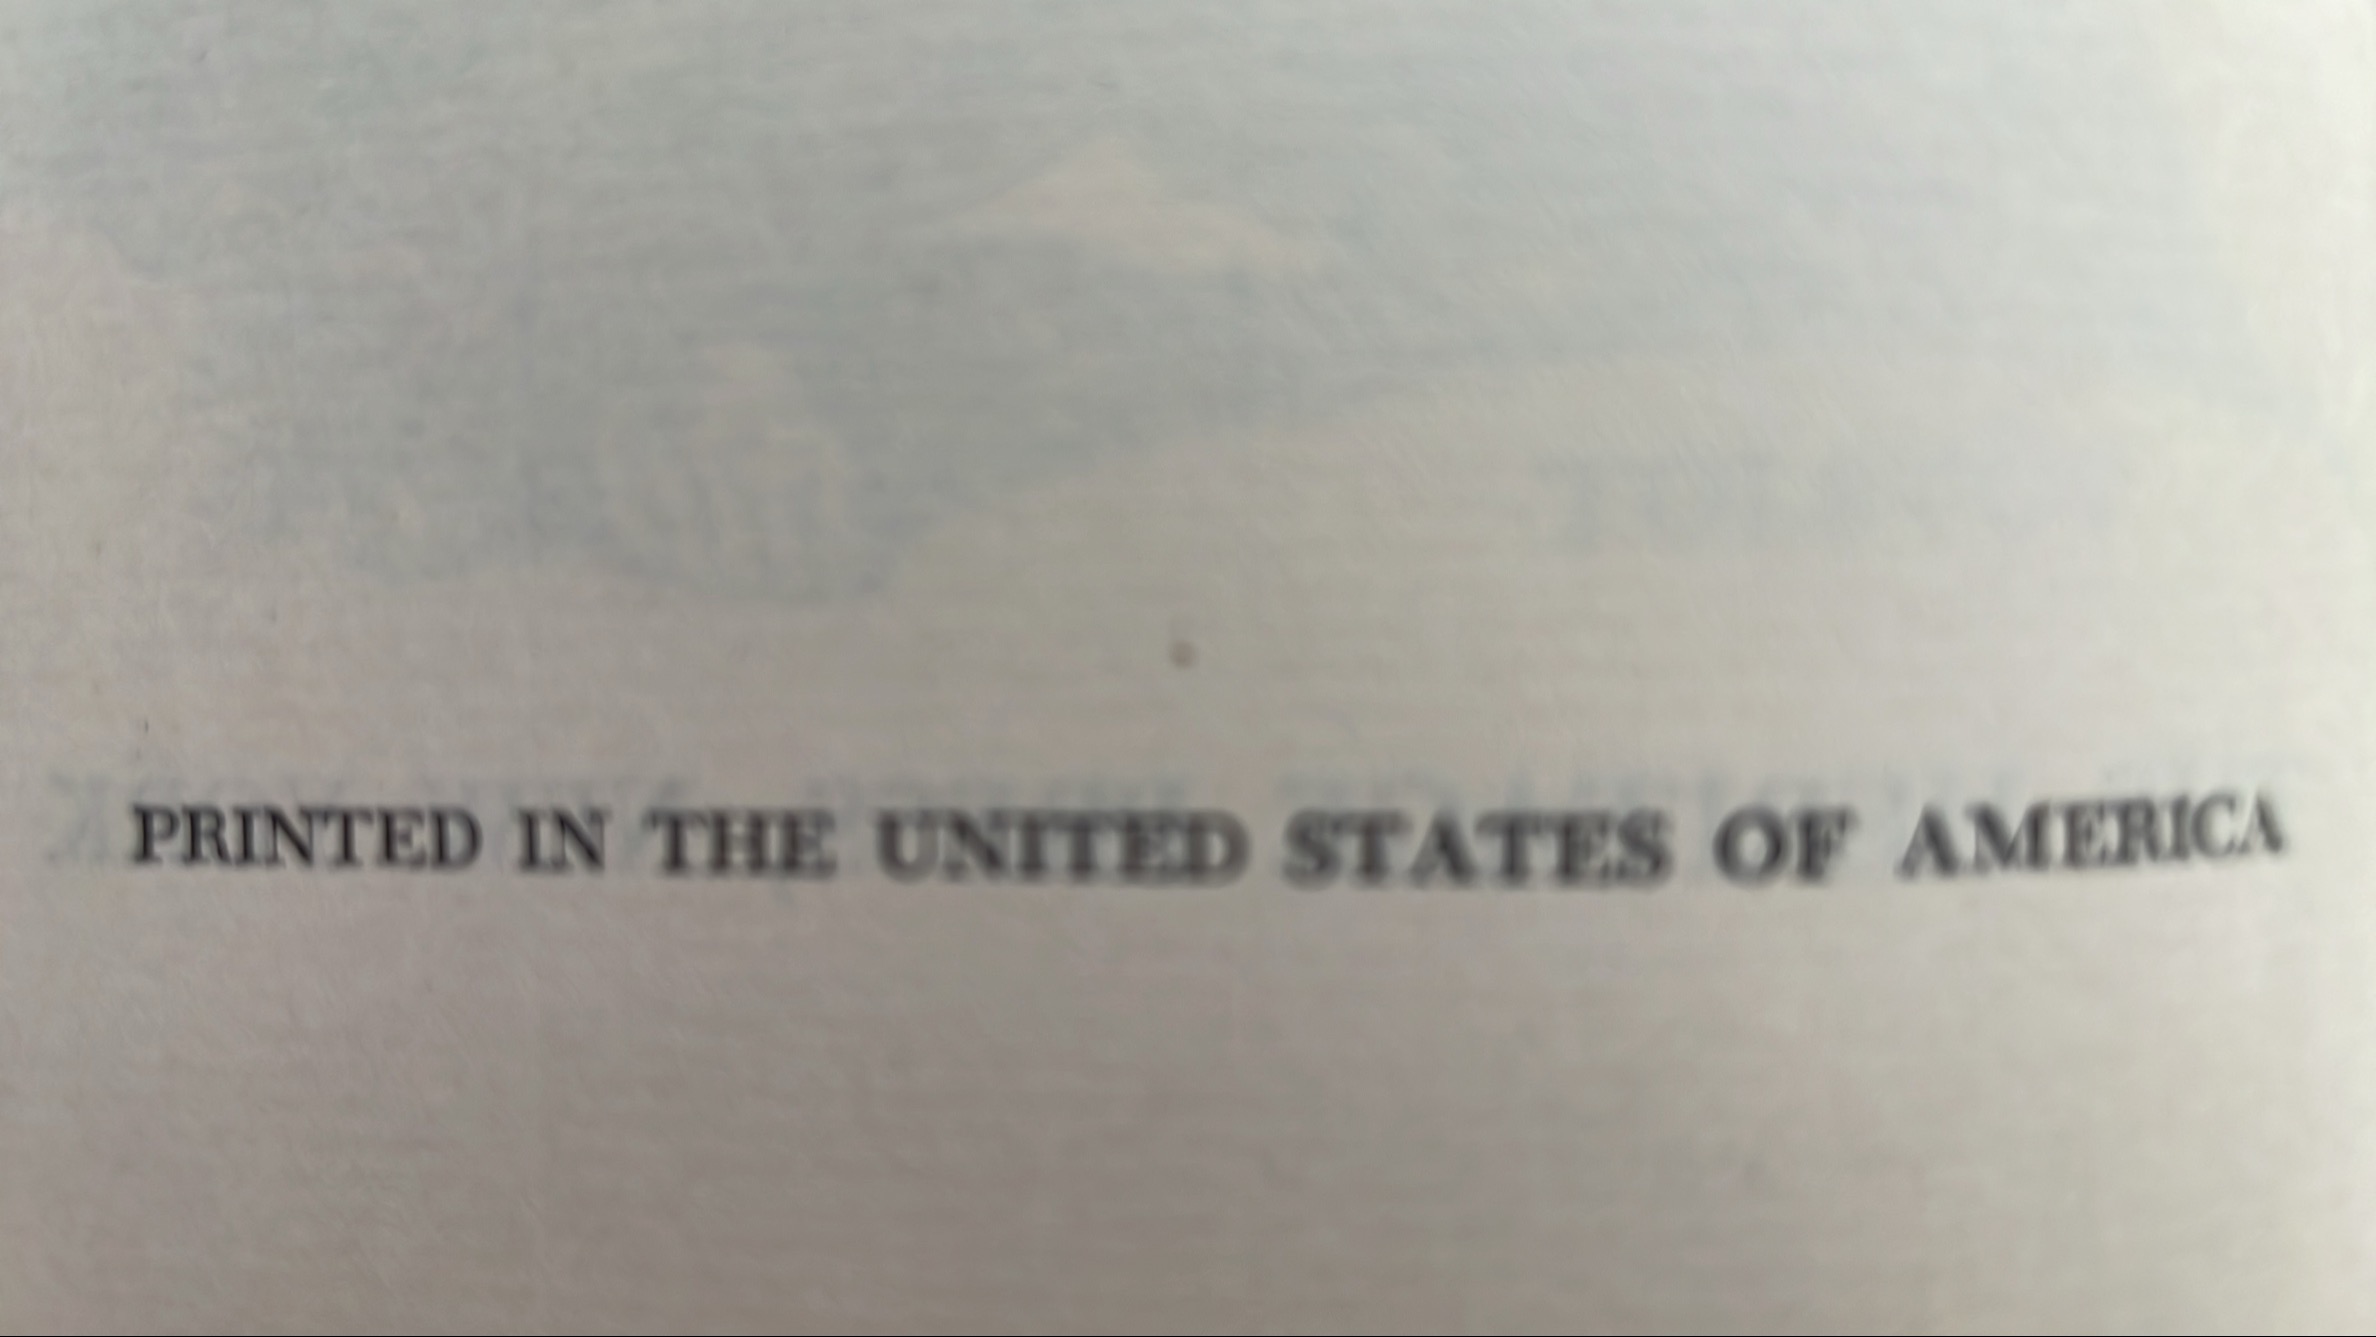 PRINTED IN THE UNITED STATES OF AMERICA